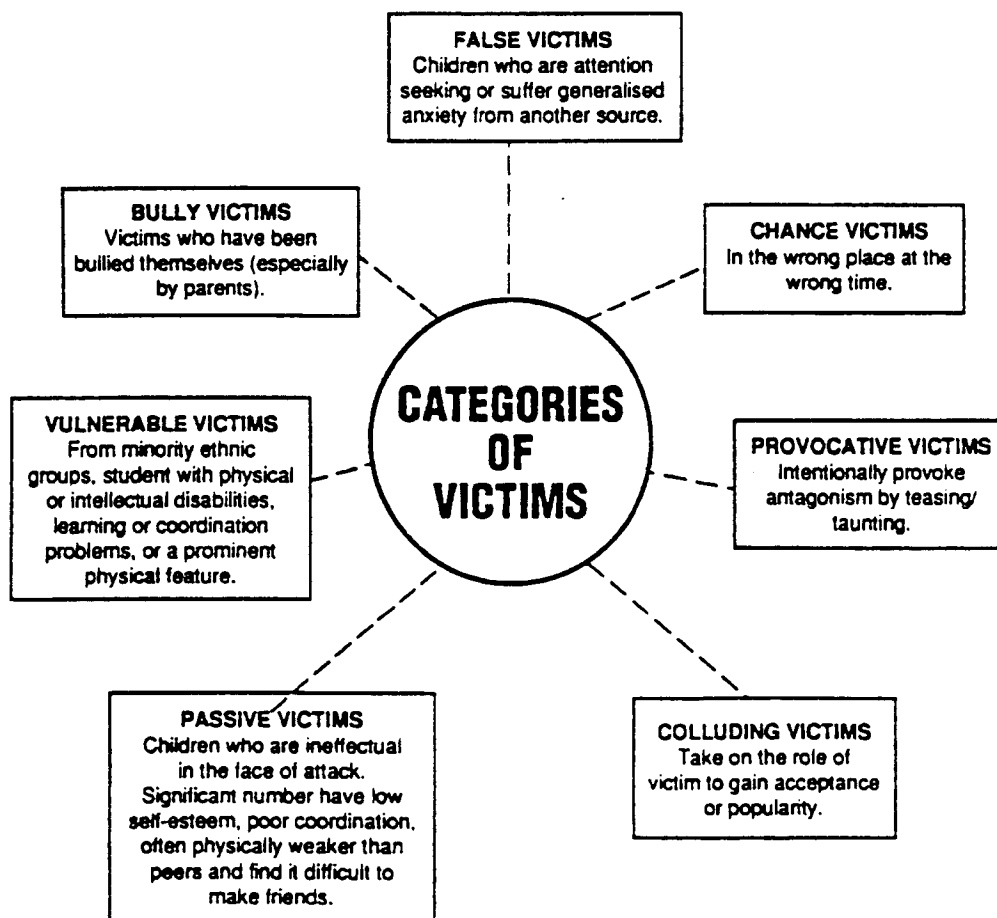 FALSE VICTIMS
Children who are attention
seeking or suffer generalised
anxiety from another source.
BULLY VICTIMS
Victims who have been
bullied themselves (especially
by parents).
CHANCE VICTIMS
In the wrong place at the
wrong time.
CATEGORIES
OF
VICTIMS
VULNERABLE VICTIMS
From minority ethnic
groups, student with physical
or intellectual disabilities,
learning or coordination
problems, or a prominent
physical feature.
PROVOCATIVE VICTIMS
Intentionally provoke
antagonism by teasing/
taunting.
PASSIVE VICTIMS
Children who are ineffectual
in the face of attack.
Significant number have low
self-esteem, poor coordination,
often physically weaker than
peers and find it difficult to
make friends.
COLLUDING VICTIMS
Take on the role of
victim to gain acceptance
or popularity.